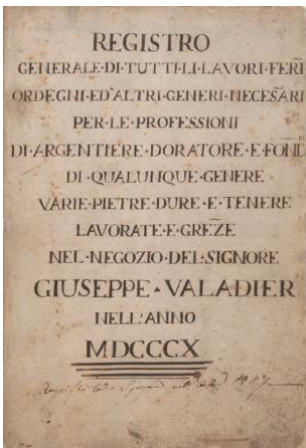 REGISTRO
GENERALE·DI·TUTTI·LI·LAVORI·FERI
ORDEGNI·ED'ALTRI·GENERI·NECESARI
PER·LE·PROFESSIONI
DI·ARGENTIERE·DORATORE·E·FOND
DI·QUALUNQUE·GENERE
VARIE·PIETRE·DURE·E·TENERE
LAVORATE·E·GREZE
NEL·NEGOZIO·DEL·SIGNORE
GIUSEPPE·VALADIER
NELL'ANNO
MDCCCX